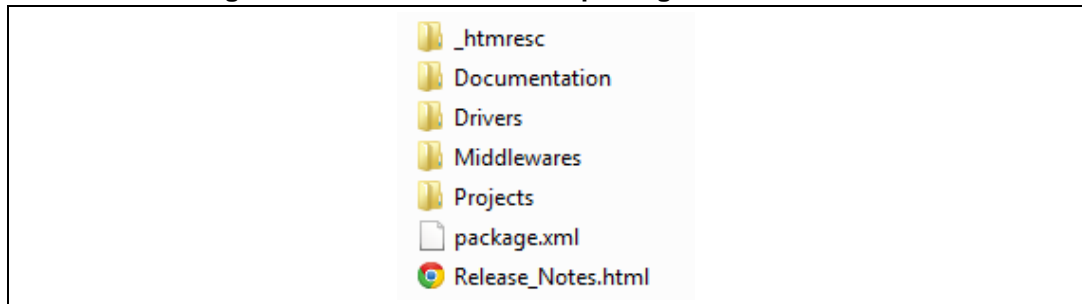 _htmresc
Documentation
Drivers
Middlewares
Projects
package.xml
Release_Notes.html